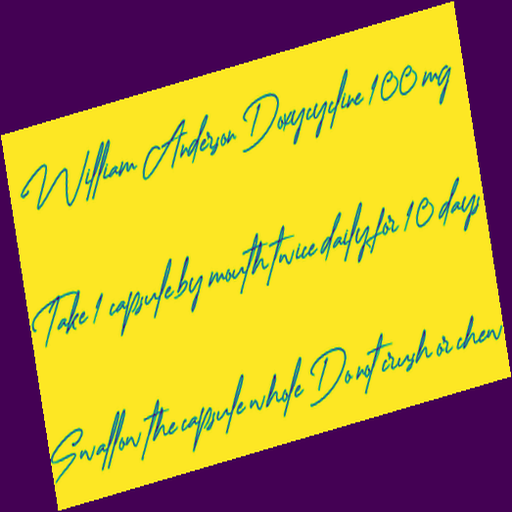 William Anderson Doxycycline 100 mg
Take 1 capsule by mouth twice daily for 10 days
Swallow the capsule whole Do not crush or chew